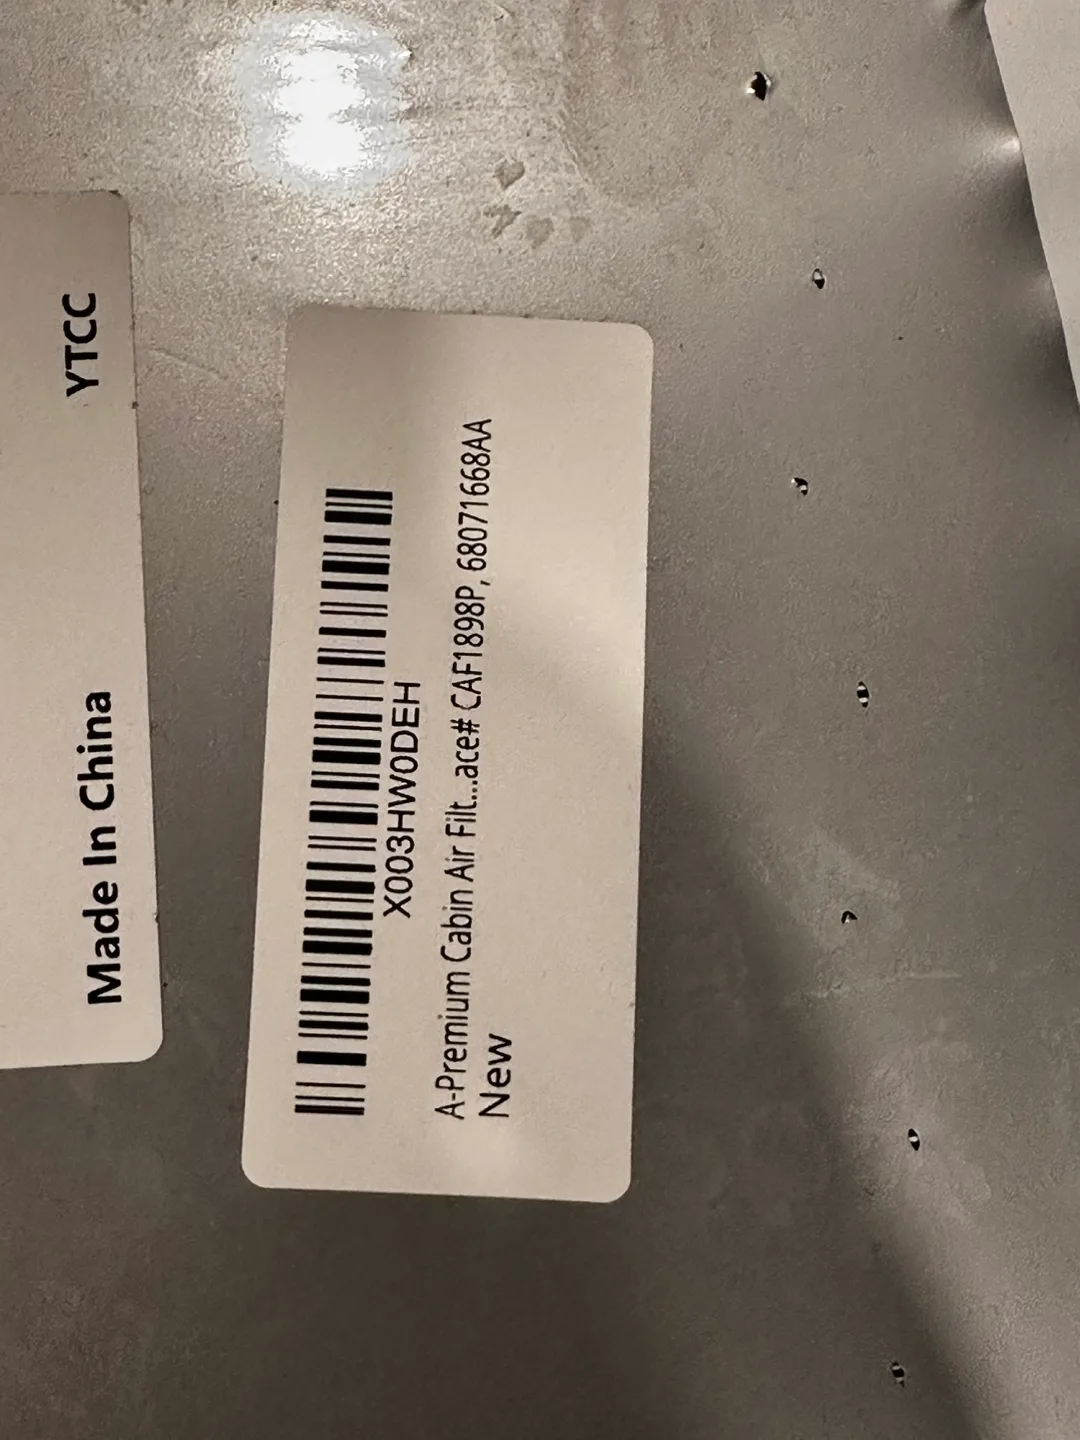 Made In China YTCC
X003HW0DEH
A-Premium Cabin Air Filt...ace# CAF1898P, 68071668AA
New